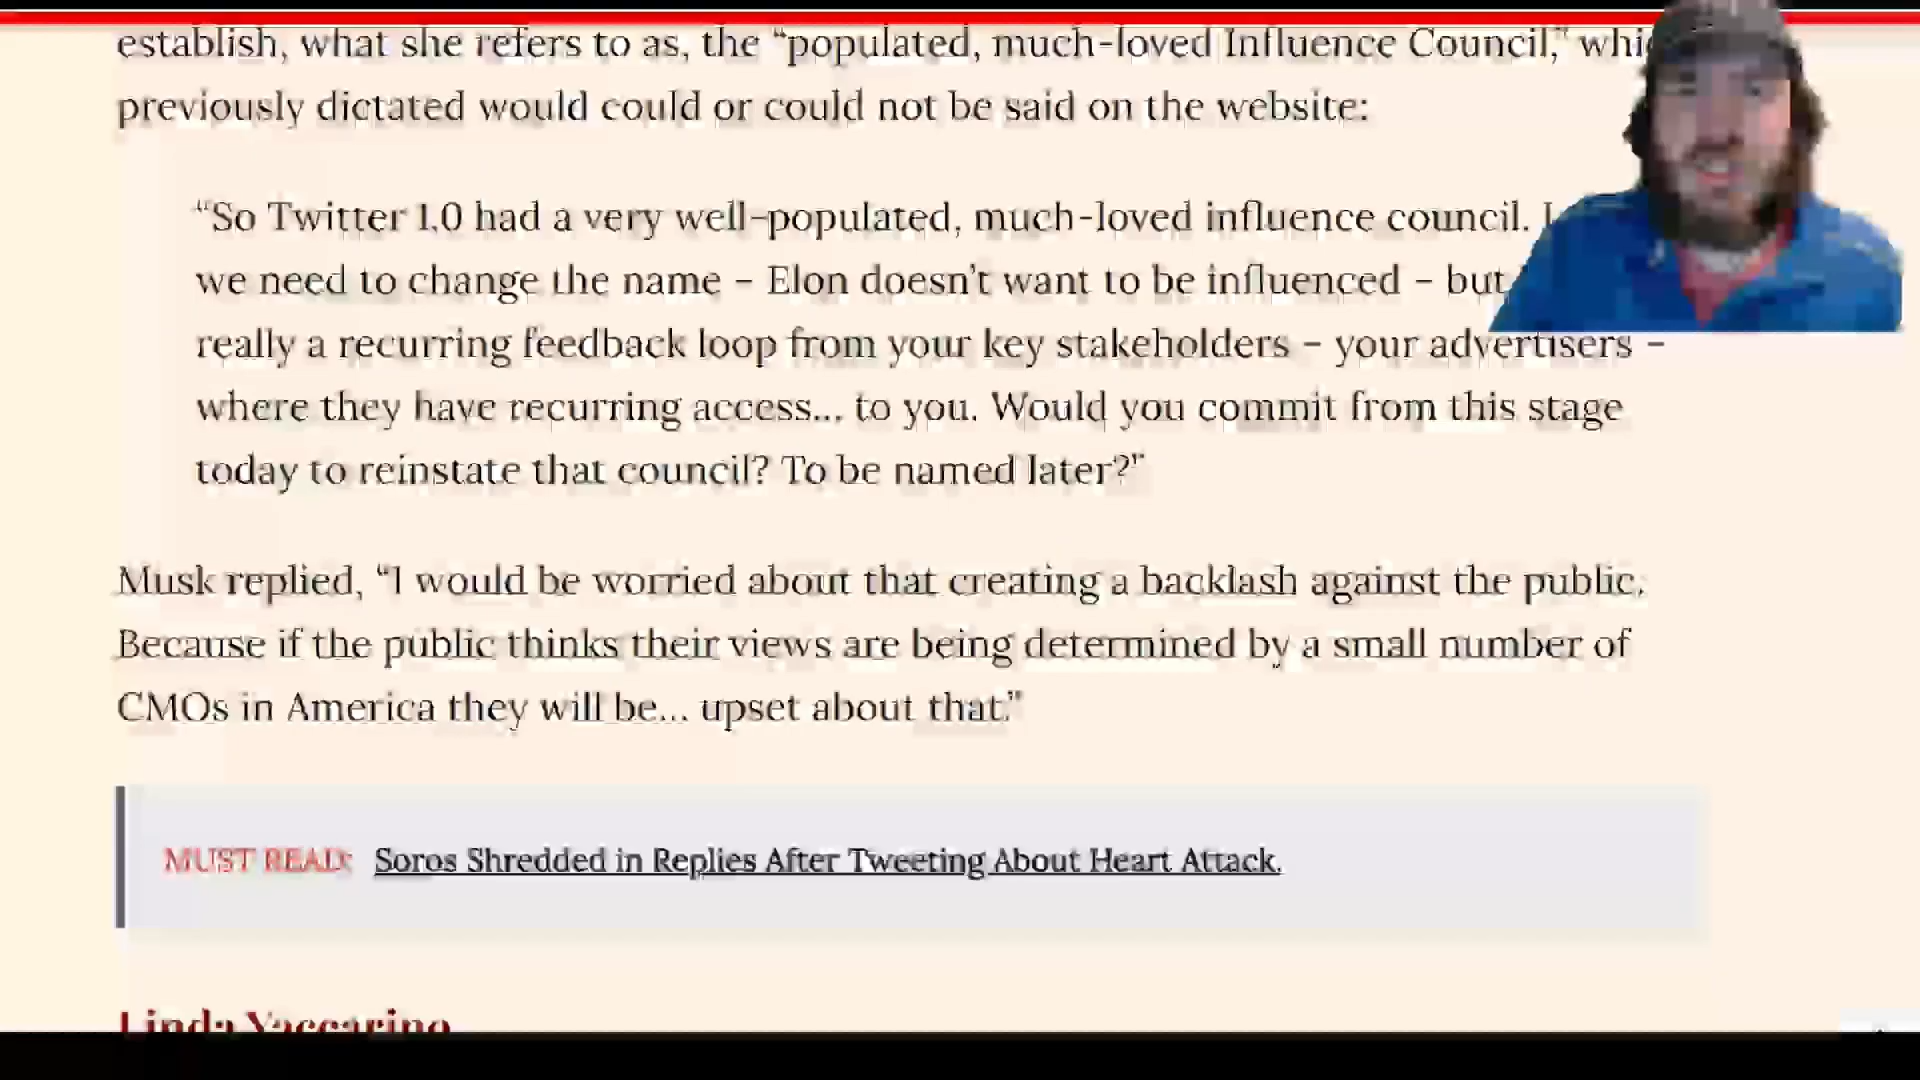 establish, what she refers to as, the “populated, much-loved Influence Council,” whi
previously dictated would could or could not be said on the website:
“So Twitter 1.0 had a very well-populated, much-loved influence council. I
we need to change the name – Elon doesn’t want to be influenced – but
really a recurring feedback loop from your key stakeholders – your advertisers –
where they have recurring access... to you. Would you commit from this stage
today to reinstate that council? To be named later?”
Musk replied, “I would be worried about that creating a backlash against the public.
Because if the public thinks their views are being determined by a small number of
CMOs in America they will be... upset about that.”
MUST READ: Soros Shredded in Replies After Tweeting About Heart Attack.
Linda Yaccarino